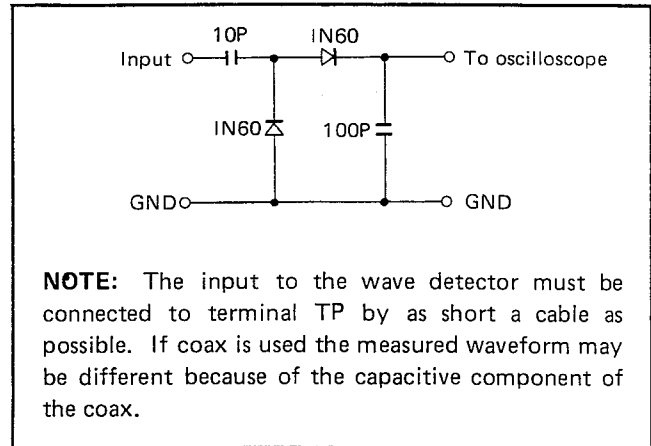 10P IN60
Input To oscilloscope
IN60 100P
GND GND
NOTE: The input to the wave detector must be
connected to terminal TP by as short a cable as
possible. If coax is used the measured waveform may
be different because of the capacitive component of
the coax.